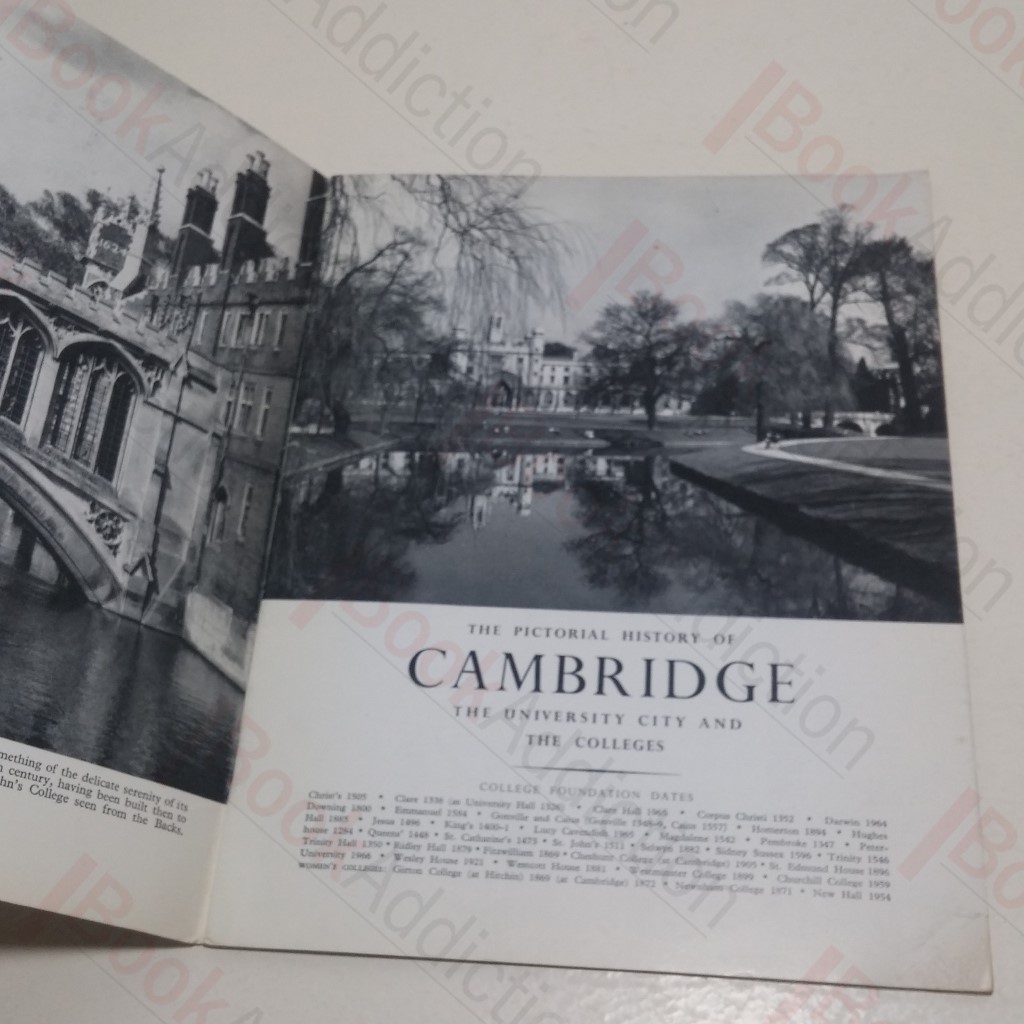 1624
mething of the delicate serenity of its
century, having been built then to
hn's College seen from the Backs.
THE PICTORIAL HISTORY OF
CAMBRIDGE
THE UNIVERSITY CITY AND
THE COLLEGES
COLLEGE FOUNDATION DATES
Christ's 1505 • Clare 1338 (as University Hall 1326) • Clare Hall 1965 • Corpus Christi 1352 • Darwin 1964
Downing 1800 • Emmanuel 1584 • Gonville and Caius (Gonville 1348-9, Caius 1557) • Homerton 1894 • Hughes
Hall 1885 • Jesus 1496 • King's 1440-1 • Lucy Cavendish 1965 • Magdalene 1542 • Pembroke 1347 • Peter-
house 1284 • Queens' 1448 • St. Catharine's 1473 • St. John's 1511 • Selwyn 1882 • Sidney Sussex 1596 • Trinity 1546
Trinity Hall 1350 • Ridley Hall 1879 • Fitzwilliam 1869 • Cheshunt College (at Cambridge) 1905 • St. Edmund House 1896
University 1966 • Wesley House 1921 • Westcott House 1881 • Westminster College 1899 • Churchill College 1959
WOMEN'S COLLEGES: Girton College (at Hitchin) 1869 (at Cambridge) 1872 • Newnham College 1871 • New Hall 1954
BookAddiction